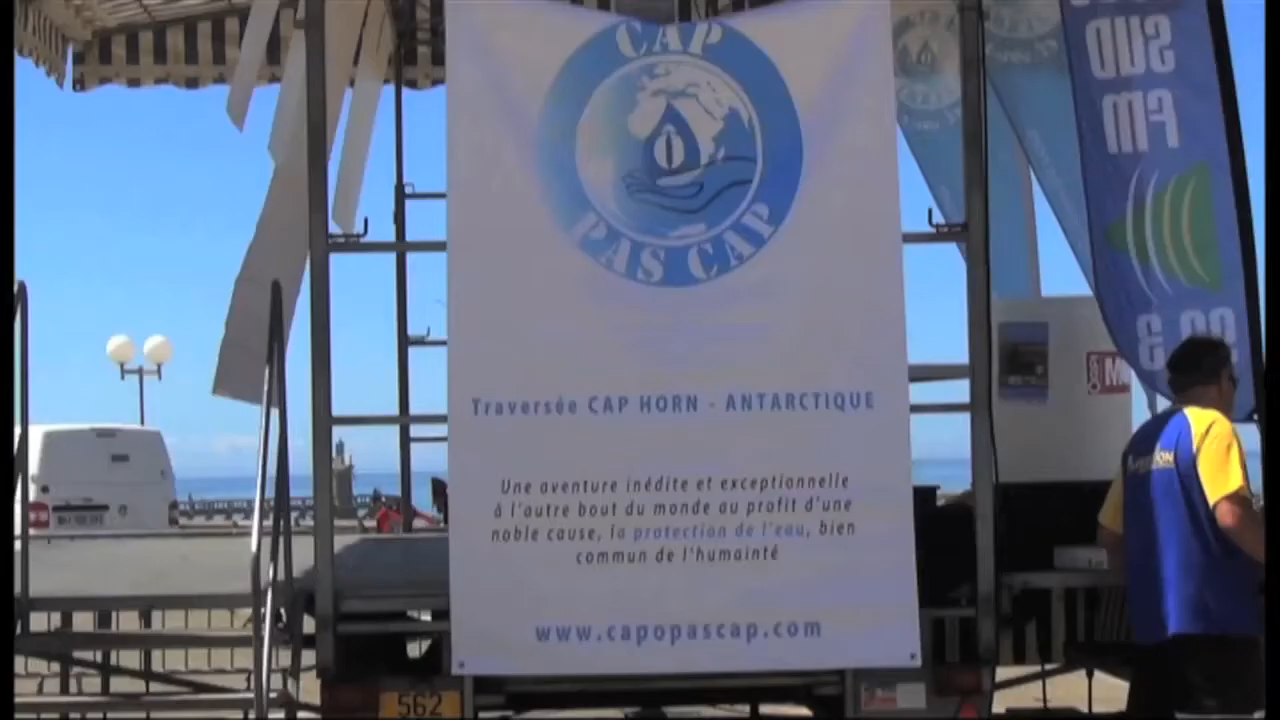 CAP
Ô
PAS CAP
Traversée CAP HORN - ANTARCTIQUE
Une aventure inédite et exceptionnelle
à l'autre bout du monde au profit d'une
noble cause, la protection de l'eau, bien
commun de l'humainté
www.capopascap.com
SUD
FM
562